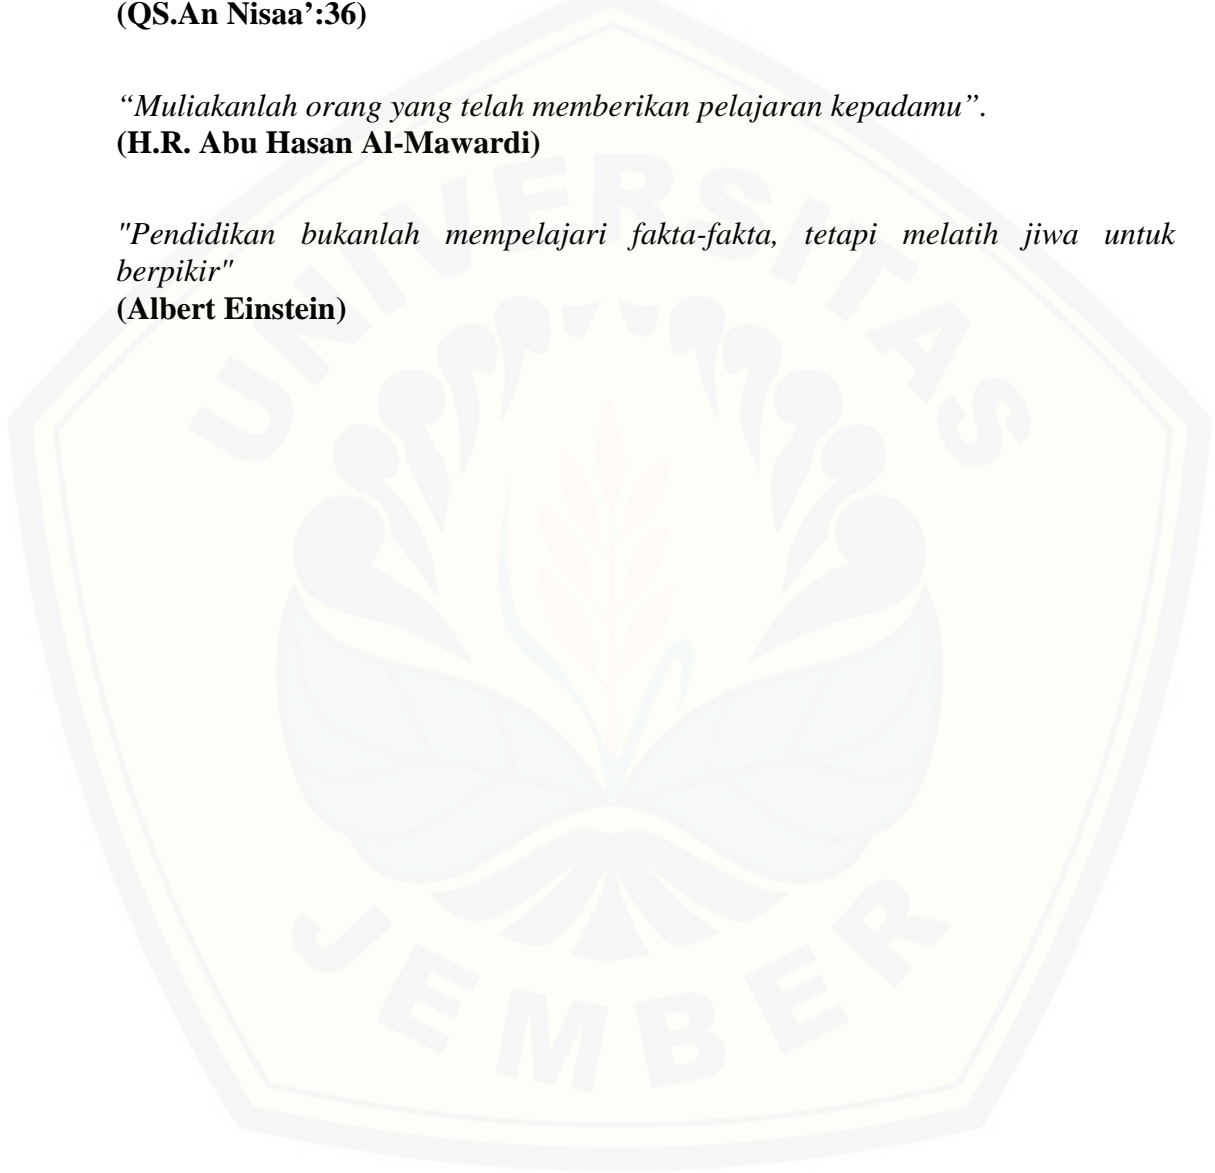 (QS.An Nisaa’:36)
“Muliakanlah orang yang telah memberikan pelajaran kepadamu”.
(H.R. Abu Hasan Al-Mawardi)
"Pendidikan bukanlah mempelajari fakta-fakta, tetapi melatih jiwa untuk
berpikir"
(Albert Einstein)
UNIVERSITAS
JEMBER